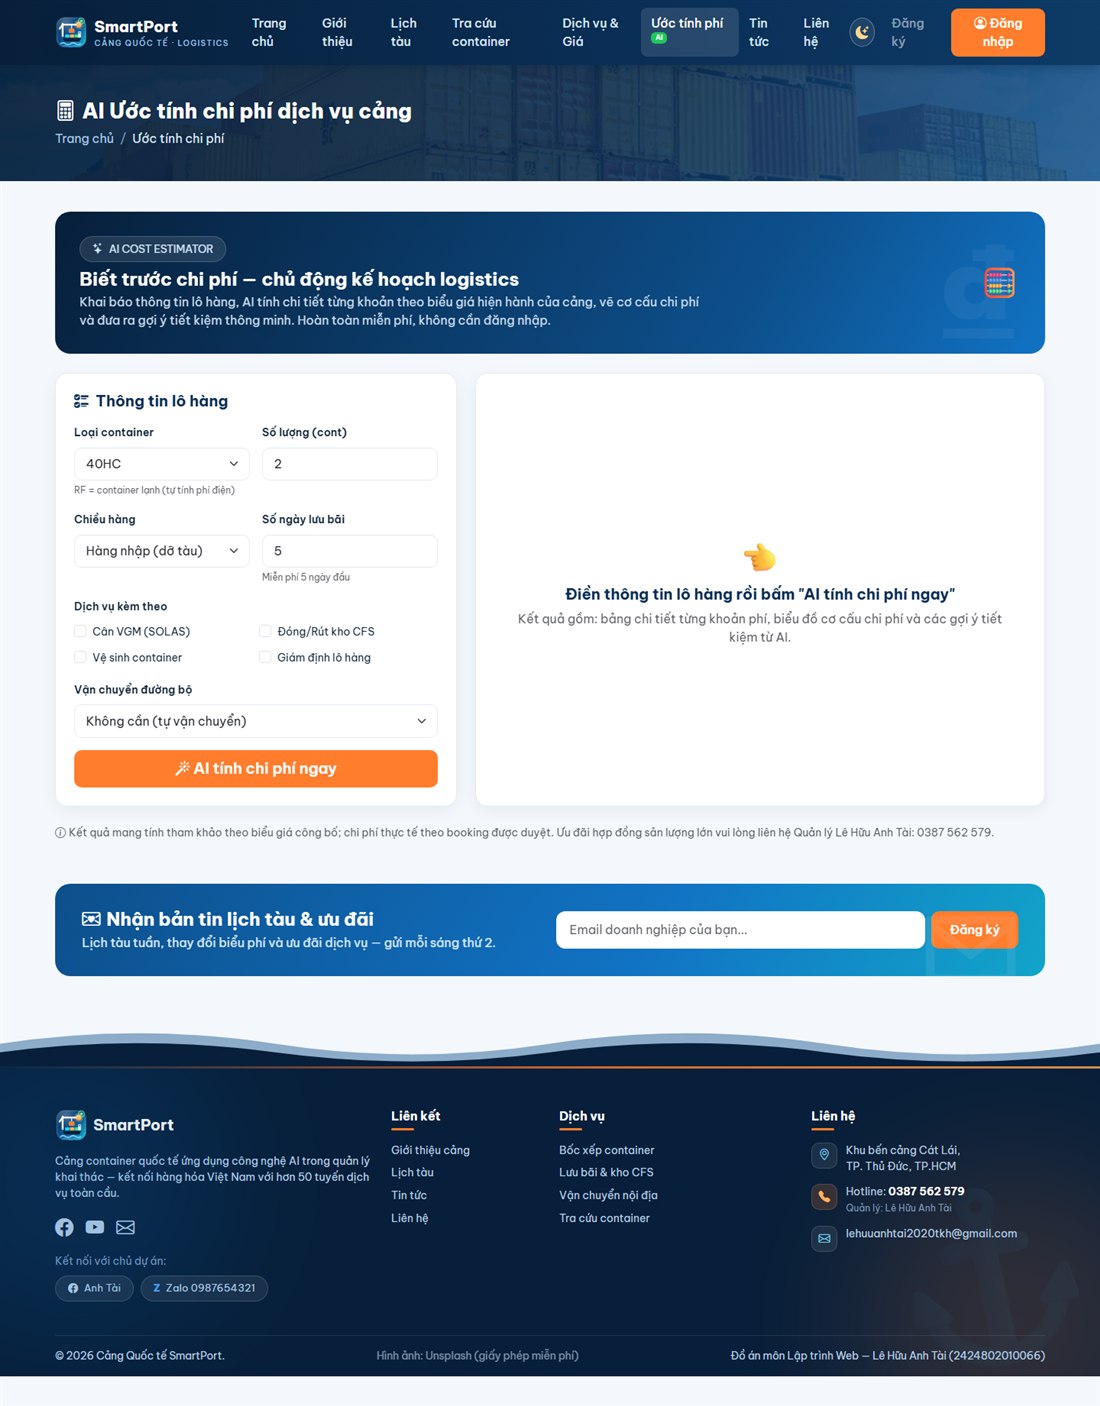 SmartPort
CẢNG QUỐC TẾ · LOGISTICS
Trang chủ
Giới thiệu
Lịch tàu
Tra cứu container
Dịch vụ & Giá
Ước tính phí
AI
Tin tức
Liên hệ
Đăng ký
Đăng nhập
AI Ước tính chi phí dịch vụ cảng
Trang chủ / Ước tính chi phí
AI COST ESTIMATOR
Biết trước chi phí — chủ động kế hoạch logistics
Khai báo thông tin lô hàng, AI tính chi tiết từng khoản theo biểu giá hiện hành của cảng, vẽ cơ cấu chi phí
và đưa ra gợi ý tiết kiệm thông minh. Hoàn toàn miễn phí, không cần đăng nhập.
đ
Thông tin lô hàng
Loại container
Số lượng (cont)
40HC
2
RF = container lạnh (tự tính phí điện)
Chiều hàng
Số ngày lưu bãi
Hàng nhập (dỡ tàu)
5
Miễn phí 5 ngày đầu
Dịch vụ kèm theo
Cân VGM (SOLAS)
Đóng/Rút kho CFS
Vệ sinh container
Giám định lô hàng
Vận chuyển đường bộ
Không cần (tự vận chuyển)
AI tính chi phí ngay
Điền thông tin lô hàng rồi bấm "AI tính chi phí ngay"
Kết quả gồm: bảng chi tiết từng khoản phí, biểu đồ cơ cấu chi phí và các gợi ý tiết
kiệm từ AI.
Kết quả mang tính tham khảo theo biểu giá công bố; chi phí thực tế theo booking được duyệt. Ưu đãi hợp đồng sản lượng lớn vui lòng liên hệ Quản lý Lê Hữu Anh Tài: 0387 562 579.
Nhận bản tin lịch tàu & ưu đãi
Lịch tàu tuần, thay đổi biểu phí và ưu đãi dịch vụ — gửi mỗi sáng thứ 2.
Email doanh nghiệp của bạn...
Đăng ký
SmartPort
Cảng container quốc tế ứng dụng công nghệ AI trong quản lý
khai thác — kết nối hàng hóa Việt Nam với hơn 50 tuyến dịch
vụ toàn cầu.
Kết nối với chủ dự án:
Anh Tài
Z Zalo 0987654321
Liên kết
Giới thiệu cảng
Lịch tàu
Tin tức
Liên hệ
Dịch vụ
Bốc xếp container
Lưu bãi & kho CFS
Vận chuyển nội địa
Tra cứu container
Liên hệ
Khu bến cảng Cát Lái,
TP. Thủ Đức, TP.HCM
Hotline: 0387 562 579
Quản lý: Lê Hữu Anh Tài
lehuuanhtai2020tkh@gmail.com
© 2026 Cảng Quốc tế SmartPort.
Hình ảnh: Unsplash (giấy phép miễn phí)
Đồ án môn Lập trình Web — Lê Hữu Anh Tài (2424802010066)